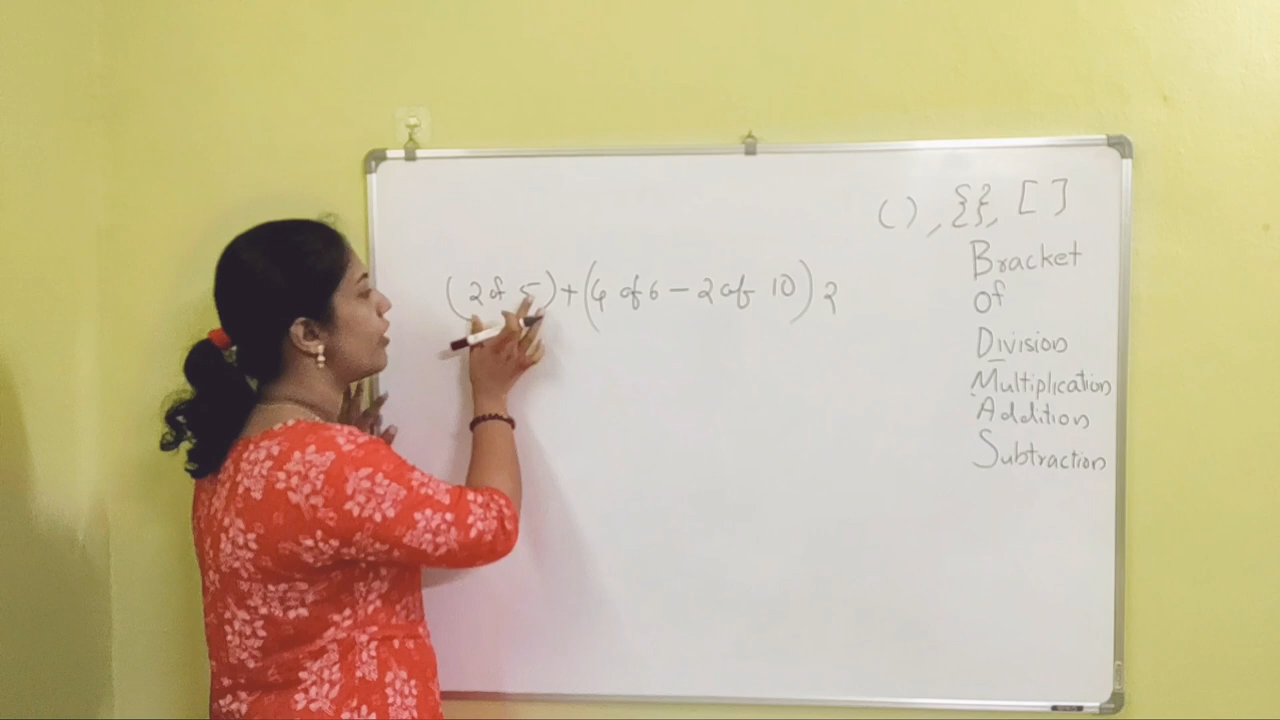 ( ) , {} , [ ]
(2 of 5) + (4 of 6 - 2 of 10) 2
Bracket
Of
Division
Multiplication
Addition
Subtraction